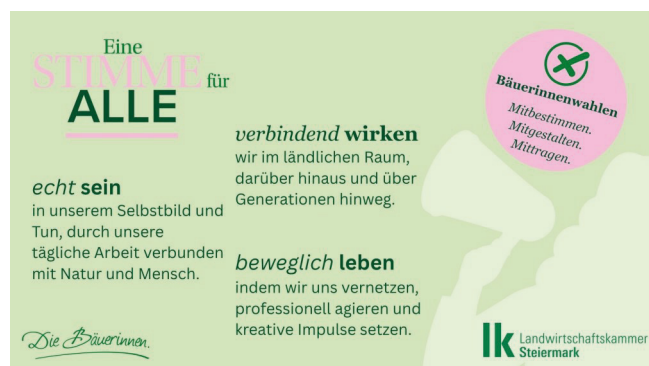 Eine
STIMME für
ALLE
echt sein
in unserem Selbstbild und
Tun, durch unsere
tägliche Arbeit verbunden
mit Natur und Mensch.
verbindend wirken
wir im ländlichen Raum,
darüber hinaus und über
Generationen hinweg.
beweglich leben
indem wir uns vernetzen,
professionell agieren und
kreative Impulse setzen.
Bäuerinnenwahlen
Mitbestimmen.
Mitgestalten.
Mittragen.
Die Bäuerinnen.
lk Landwirtschaftskammer
Steiermark